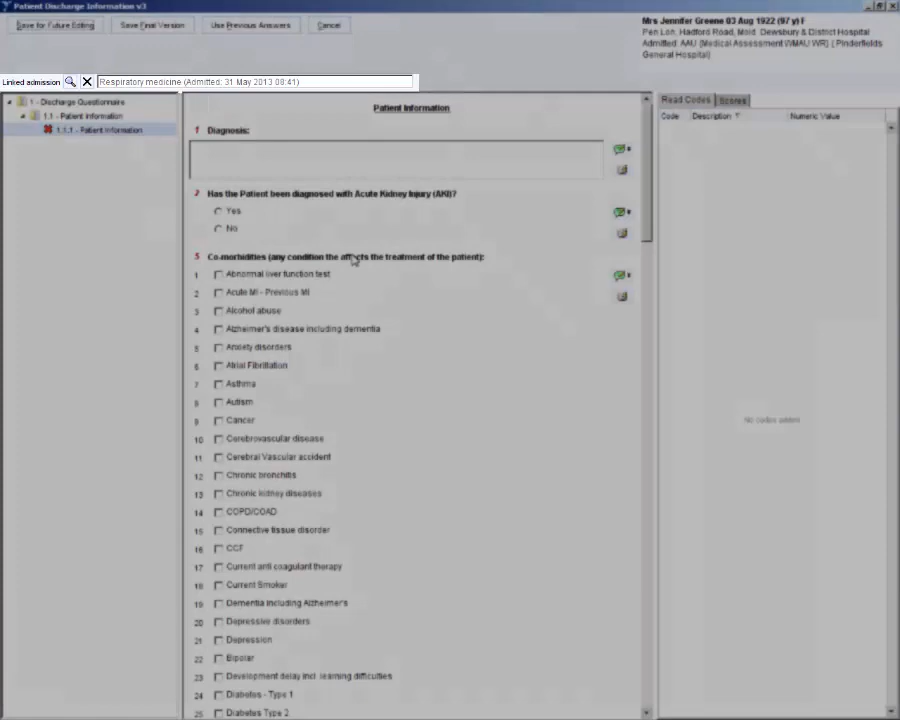 Patient Discharge Information v3
Save for Future Editing
Save Final Version
Use Previous Answers
Cancel
Mrs Jennifer Greene 03 Aug 1922 (97 y) F
Pen Lon, Hadford Road, Mold Dewsbury & District Hospital
Admitted: AAU [Medical Assessment WMAU WR] ( Pinderfields
General Hospital)
Linked admission
Respiratory medicine (Admitted: 31 May 2013 08:41)
1 - Discharge Questionnaire
1.1 - Patient Information
1.1.1 - Patient Information
Patient Information
1 Diagnosis:
2 Has the Patient been diagnosed with Acute Kidney Injury (AKI)?
Yes
No
3 Co-morbidities (any condition the affects the treatment of the patient):
1 Abnormal liver function test
2 Acute MI - Previous MI
3 Alcohol abuse
4 Alzheimer's disease including dementia
5 Anxiety disorders
6 Atrial Fibrillation
7 Asthma
8 Autism
9 Cancer
10 Cerebrovascular disease
11 Cerebral Vascular accident
12 Chronic bronchitis
13 Chronic kidney diseases
14 COPD/COAD
15 Connective tissue disorder
16 CCF
17 Current anti coagulant therapy
18 Current Smoker
19 Dementia including Alzheimer's
20 Depressive disorders
21 Depression
22 Bipolar
23 Development delay incl. learning difficulties
24 Diabetes - Type 1
25 Diabetes Type 2
Read Codes
Scores
Code
Description
Numeric Value
No codes added